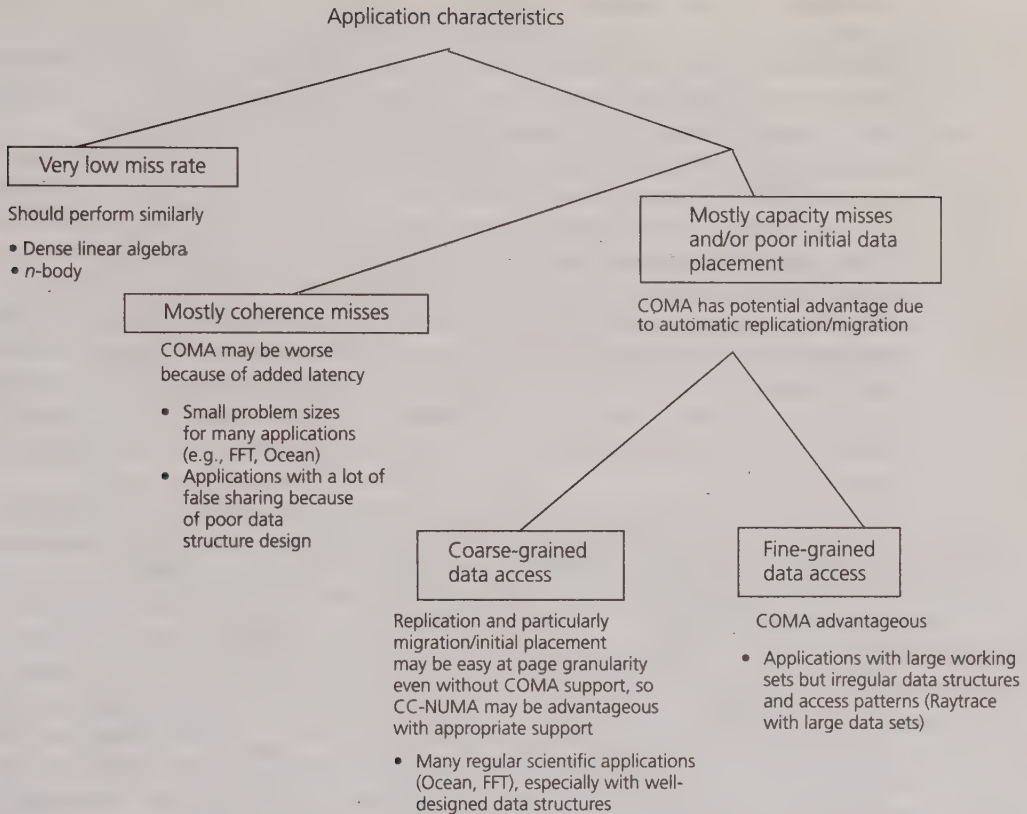 Application characteristics
Very low miss rate
Should perform similarly
• Dense linear algebra
• n-body
Mostly coherence misses
COMA may be worse
because of added latency
• Small problem sizes
for many applications
(e.g., FFT, Ocean)
• Applications with a lot of
false sharing because
of poor data
structure design
Mostly capacity misses
and/or poor initial data
placement
COMA has potential advantage due
to automatic replication/migration
Coarse-grained
data access
Replication and particularly
migration/initial placement
may be easy at page granularity
even without COMA support, so
CC-NUMA may be advantageous
with appropriate support
• Many regular scientific applications
(Ocean, FFT), especially with well-
designed data structures
Fine-grained
data access
COMA advantageous
• Applications with large working
sets but irregular data structures
and access patterns (Raytrace
with large data sets)